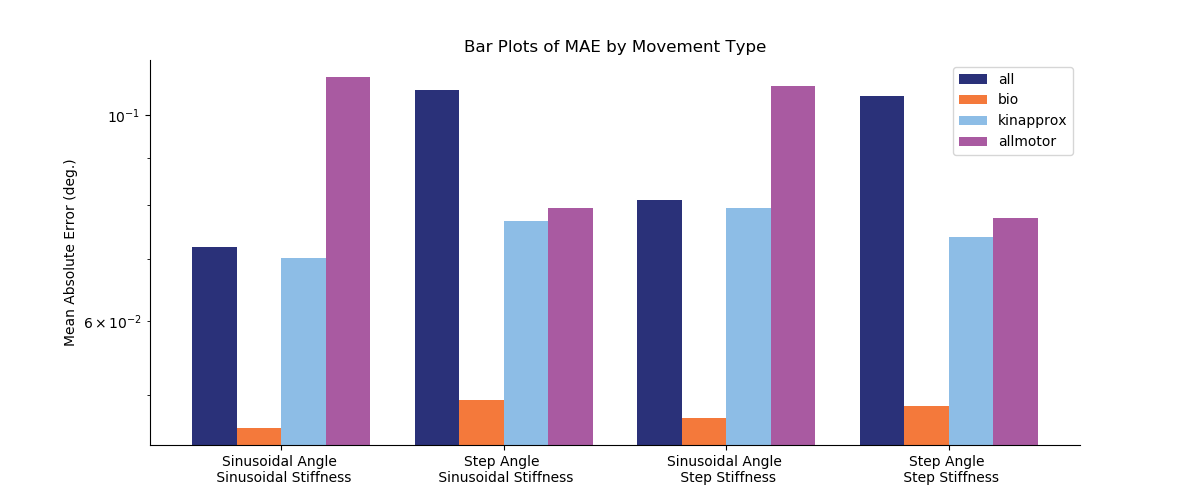 Bar Plots of MAE by Movement Type
all
bio
kinapprox
allmotor
Mean Absolute Error (deg.)
10⁻¹
6 × 10⁻²
Sinusoidal Angle
Sinusoidal Stiffness
Step Angle
Sinusoidal Stiffness
Sinusoidal Angle
Step Stiffness
Step Angle
Step Stiffness